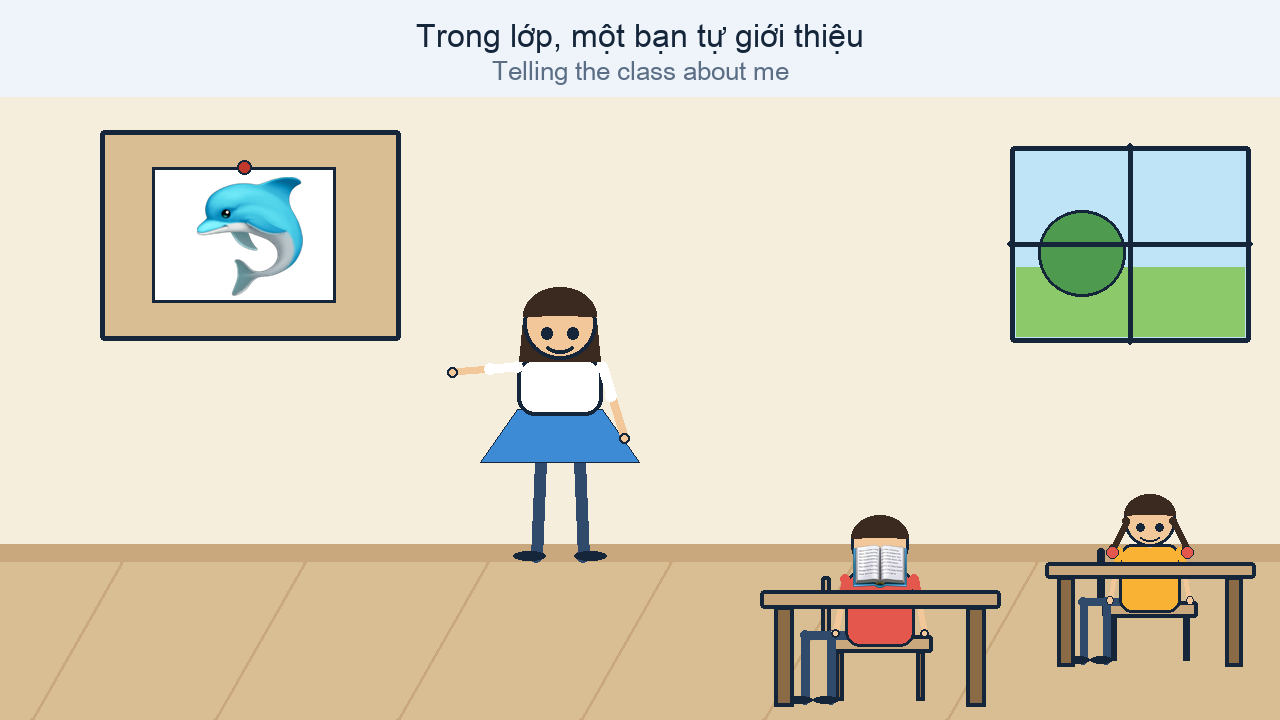 Trong lớp, một bạn tự giới thiệu
Telling the class about me